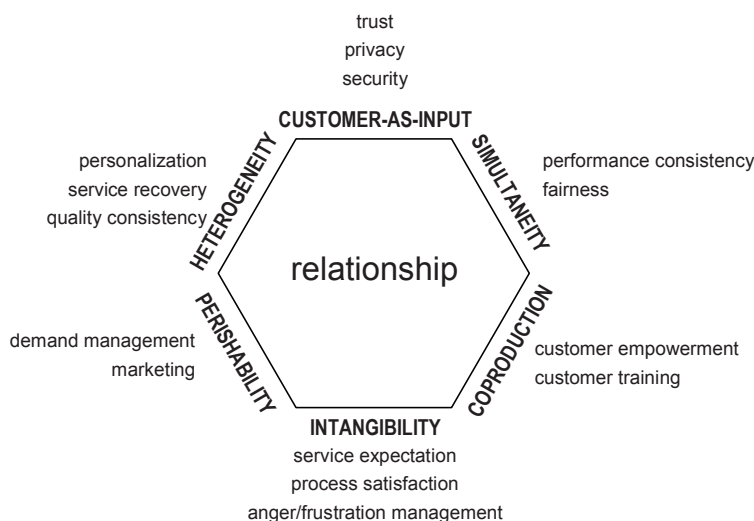 trust
privacy
security
CUSTOMER-AS-INPUT
personalization
service recovery
quality consistency
HETEROGENEITY
SIMULTANEITY
performance consistency
fairness
relationship
demand management
marketing
PERISHABILITY
COPRODUCTION
customer empowerment
customer training
INTANGIBILITY
service expectation
process satisfaction
anger/frustration management